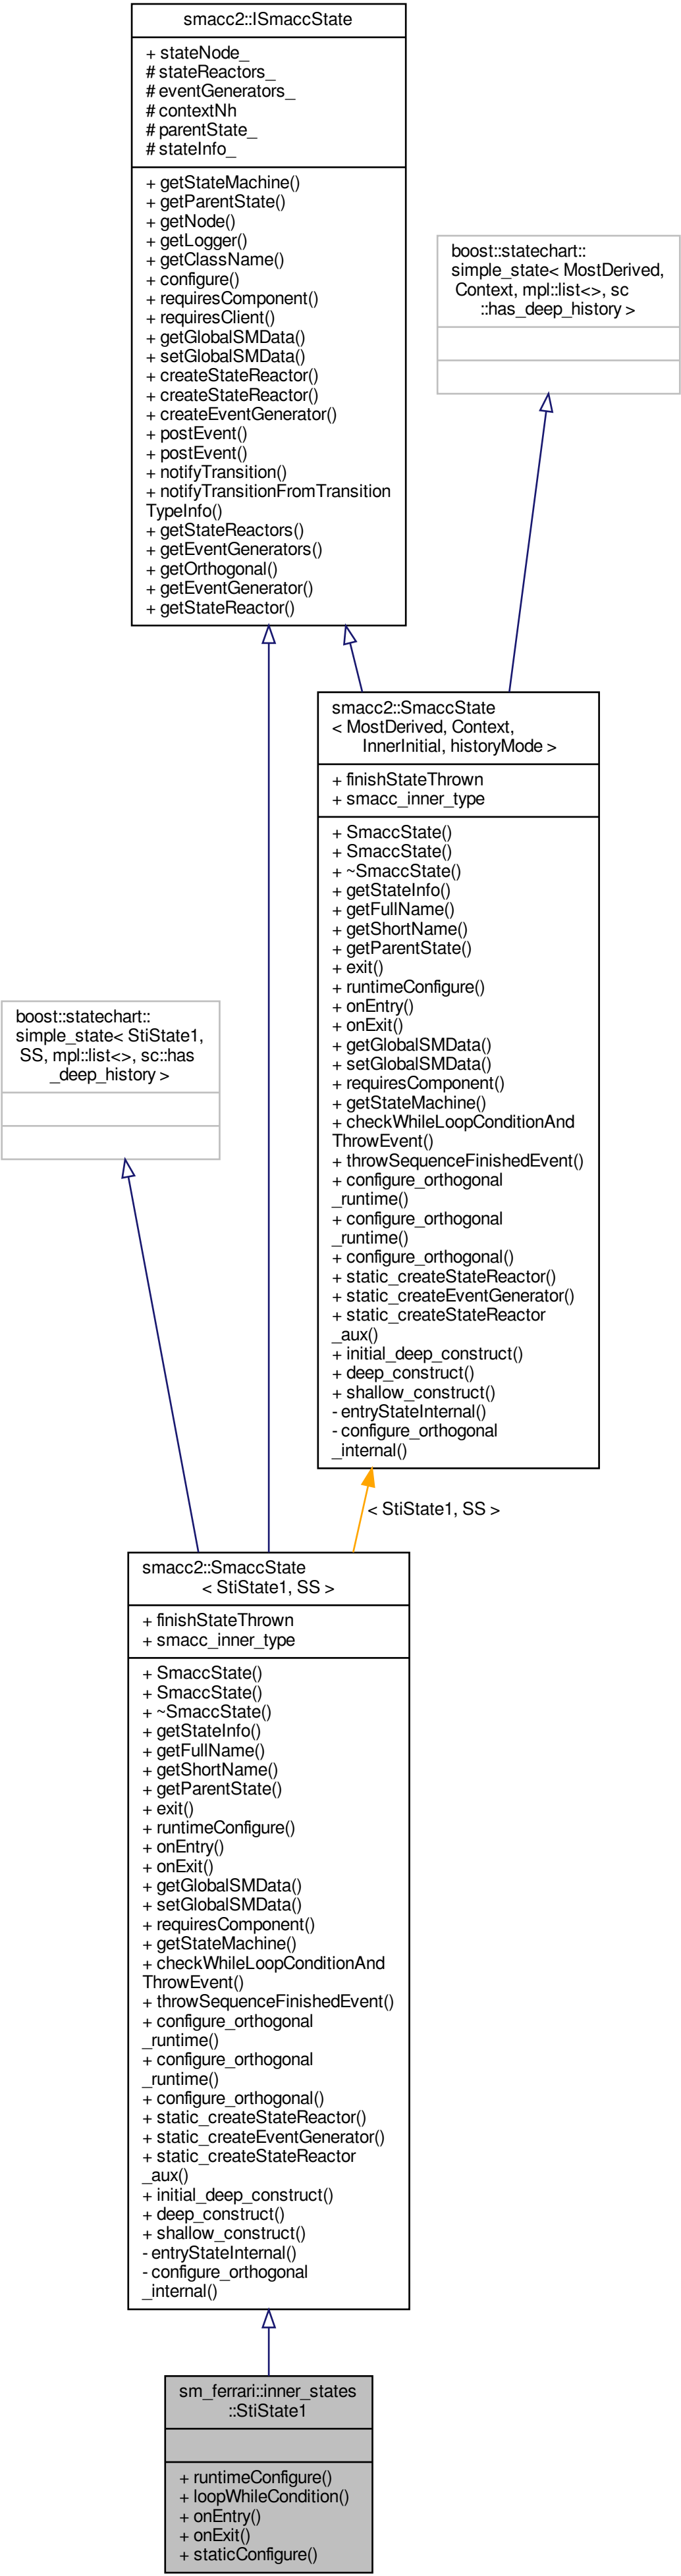 smacc2::ISmaccState
+ stateNode_
# stateReactors_
# eventGenerators_
# contextNh
# parentState_
# stateInfo_
+ getStateMachine()
+ getParentState()
+ getNode()
+ getLogger()
+ getClassName()
+ configure()
+ requiresComponent()
+ requiresClient()
+ getGlobalSMData()
+ setGlobalSMData()
+ createStateReactor()
+ createStateReactor()
+ createEventGenerator()
+ postEvent()
+ postEvent()
+ notifyTransition()
+ notifyTransitionFromTransition
TypeInfo()
+ getStateReactors()
+ getEventGenerators()
+ getOrthogonal()
+ getEventGenerator()
+ getStateReactor()
boost::statechart::
simple_state< MostDerived,
Context, mpl::list<>, sc
::has_deep_history >
smacc2::SmaccState
< MostDerived, Context,
InnerInitial, historyMode >
+ finishStateThrown
+ smacc_inner_type
+ SmaccState()
+ SmaccState()
+ ~SmaccState()
+ getStateInfo()
+ getFullName()
+ getShortName()
+ getParentState()
+ exit()
+ runtimeConfigure()
+ onEntry()
+ onExit()
+ getGlobalSMData()
+ setGlobalSMData()
+ requiresComponent()
+ getStateMachine()
+ checkWhileLoopConditionAnd
ThrowEvent()
+ throwSequenceFinishedEvent()
+ configure_orthogonal
_runtime()
+ configure_orthogonal
_runtime()
+ configure_orthogonal()
+ static_createStateReactor()
+ static_createEventGenerator()
+ static_createStateReactor
_aux()
+ initial_deep_construct()
+ deep_construct()
+ shallow_construct()
- entryStateInternal()
- configure_orthogonal
_internal()
boost::statechart::
simple_state< StiState1,
SS, mpl::list<>, sc::has
_deep_history >
< StiState1, SS >
smacc2::SmaccState
< StiState1, SS >
+ finishStateThrown
+ smacc_inner_type
+ SmaccState()
+ SmaccState()
+ ~SmaccState()
+ getStateInfo()
+ getFullName()
+ getShortName()
+ getParentState()
+ exit()
+ runtimeConfigure()
+ onEntry()
+ onExit()
+ getGlobalSMData()
+ setGlobalSMData()
+ requiresComponent()
+ getStateMachine()
+ checkWhileLoopConditionAnd
ThrowEvent()
+ throwSequenceFinishedEvent()
+ configure_orthogonal
_runtime()
+ configure_orthogonal
_runtime()
+ configure_orthogonal()
+ static_createStateReactor()
+ static_createEventGenerator()
+ static_createStateReactor
_aux()
+ initial_deep_construct()
+ deep_construct()
+ shallow_construct()
- entryStateInternal()
- configure_orthogonal
_internal()
sm_ferrari::inner_states
::StiState1
+ runtimeConfigure()
+ loopWhileCondition()
+ onEntry()
+ onExit()
+ staticConfigure()